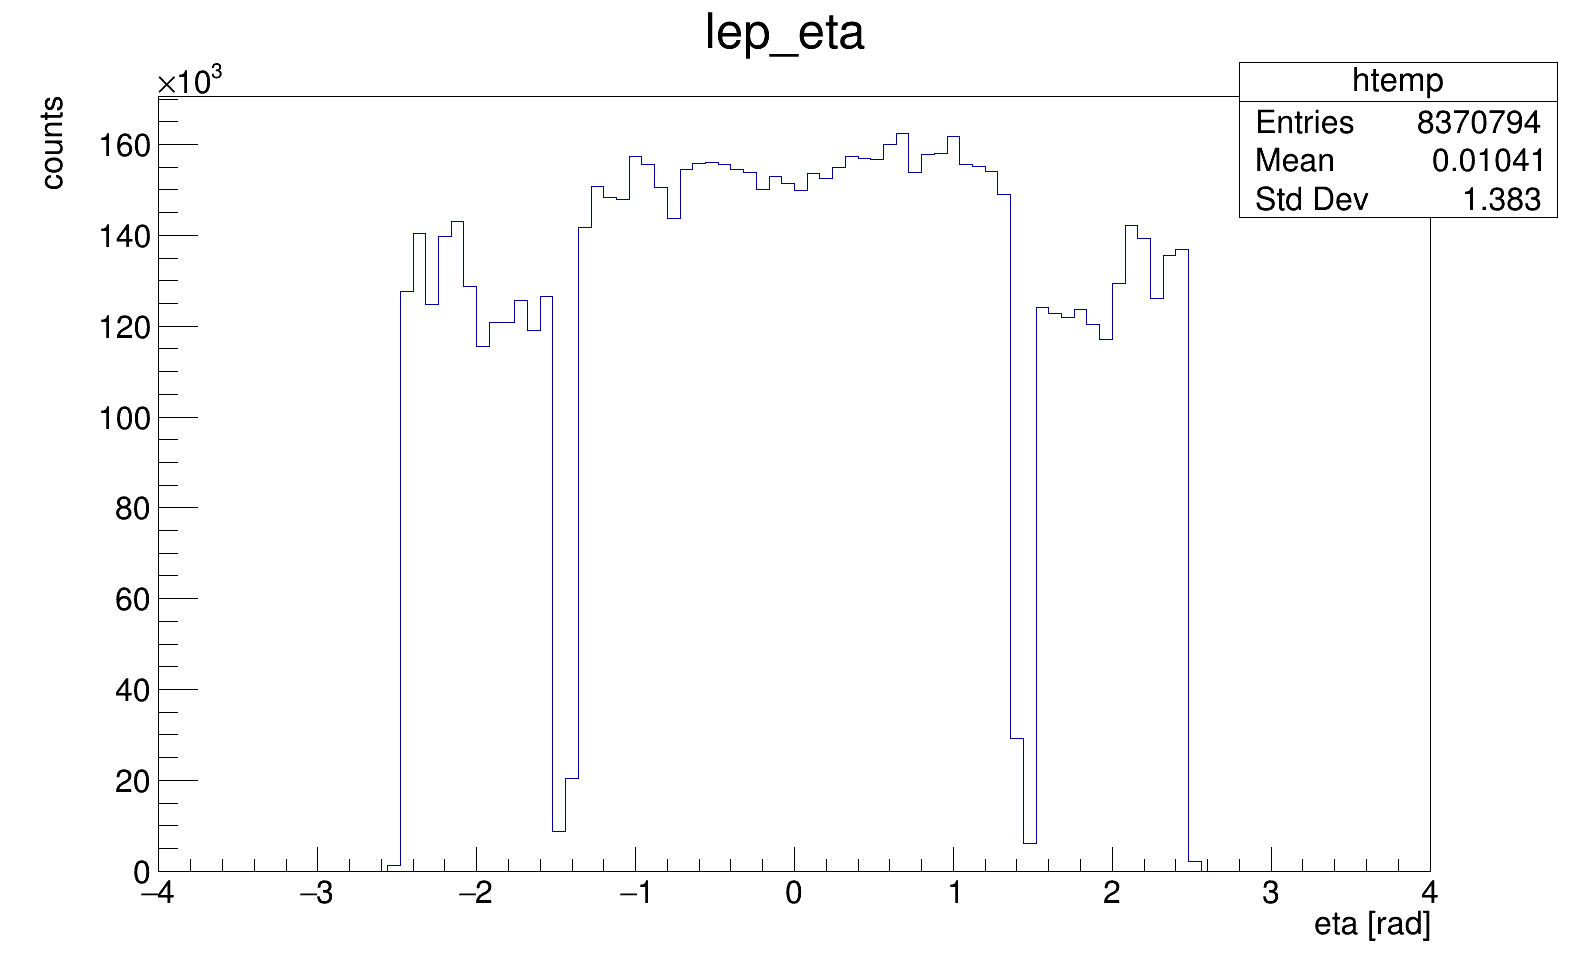 lep_eta
×10³
counts
htemp
Entries 8370794
Mean 0.01041
Std Dev 1.383
160
140
120
100
80
60
40
20
0
−4 −3 −2 −1 0 1 2 3 4
eta [rad]